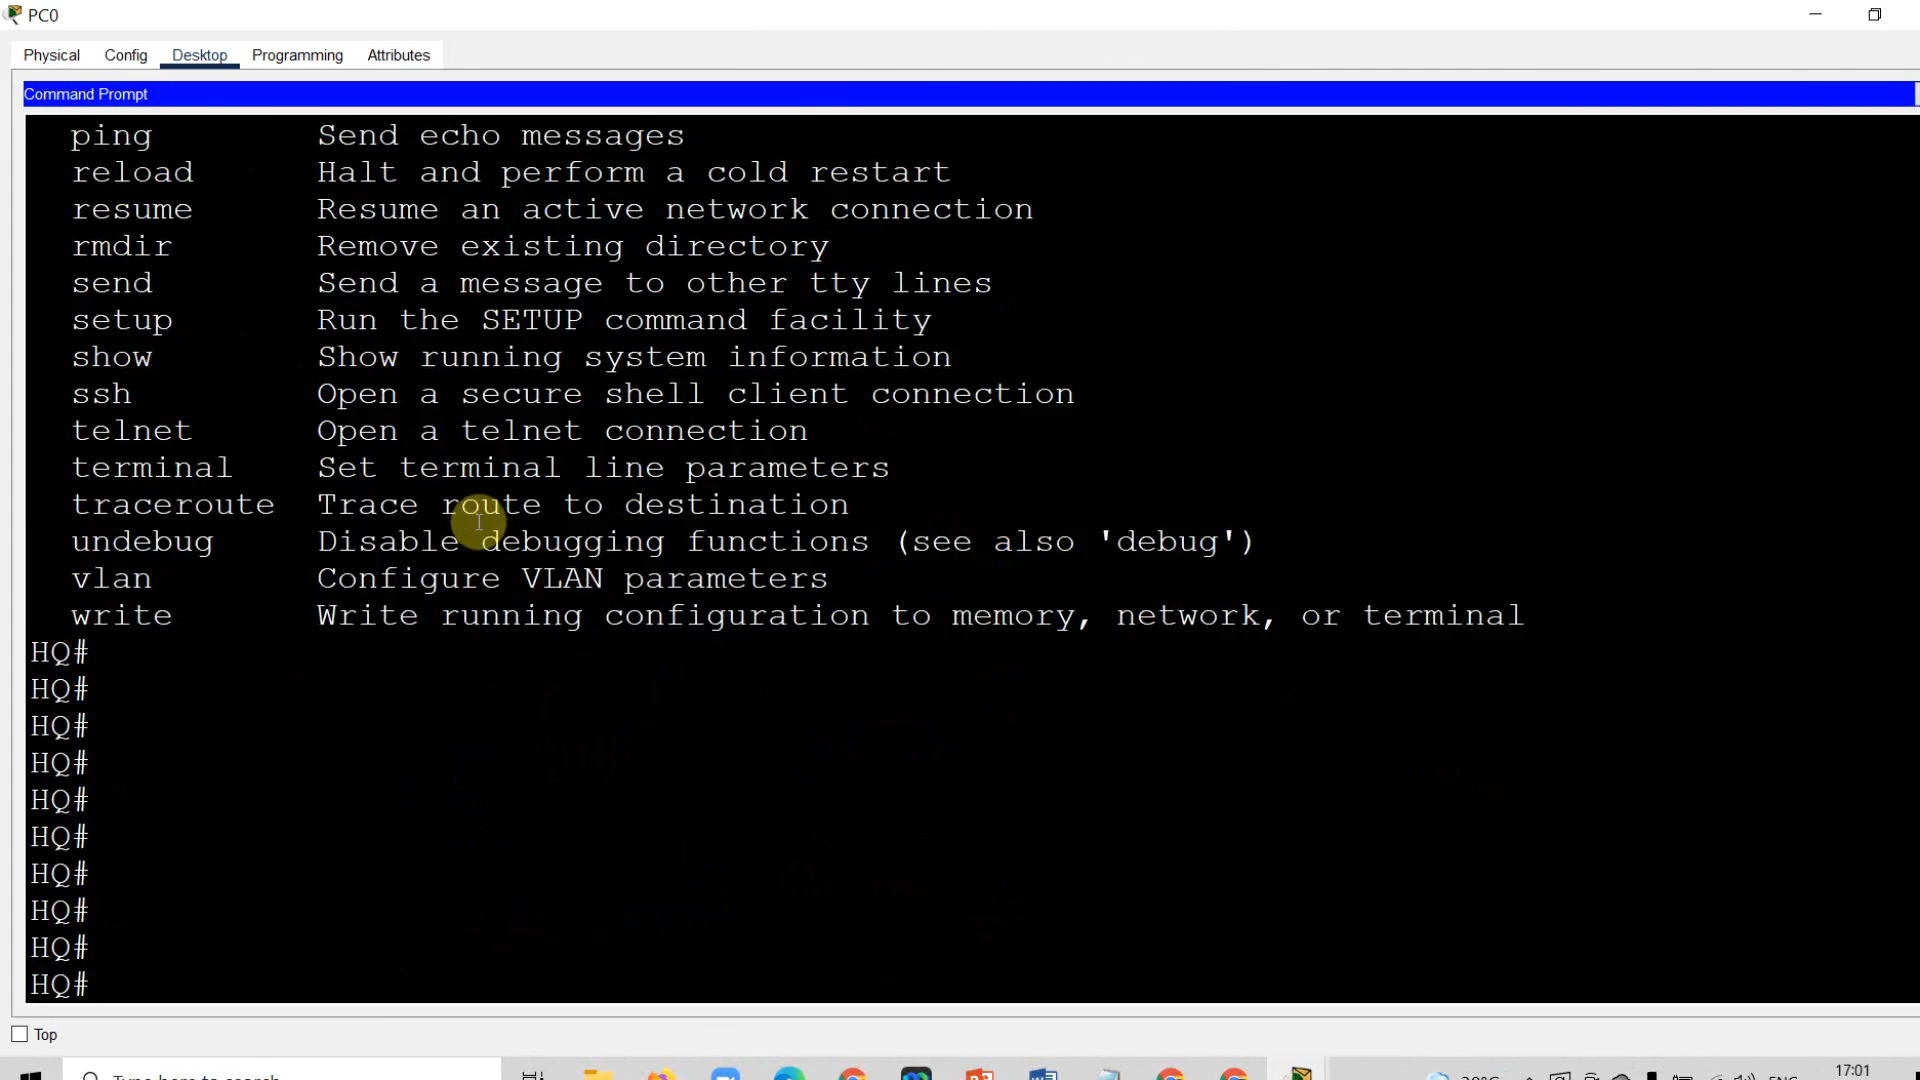 PC0
Physical Config Desktop Programming Attributes
Command Prompt
ping Send echo messages
reload Halt and perform a cold restart
resume Resume an active network connection
rmdir Remove existing directory
send Send a message to other tty lines
setup Run the SETUP command facility
show Show running system information
ssh Open a secure shell client connection
telnet Open a telnet connection
terminal Set terminal line parameters
traceroute Trace route to destination
undebug Disable debugging functions (see also 'debug')
vlan Configure VLAN parameters
write Write running configuration to memory, network, or terminal
HQ#
HQ#
HQ#
HQ#
HQ#
HQ#
HQ#
HQ#
HQ#
HQ#
Top
Type here to search
17:01